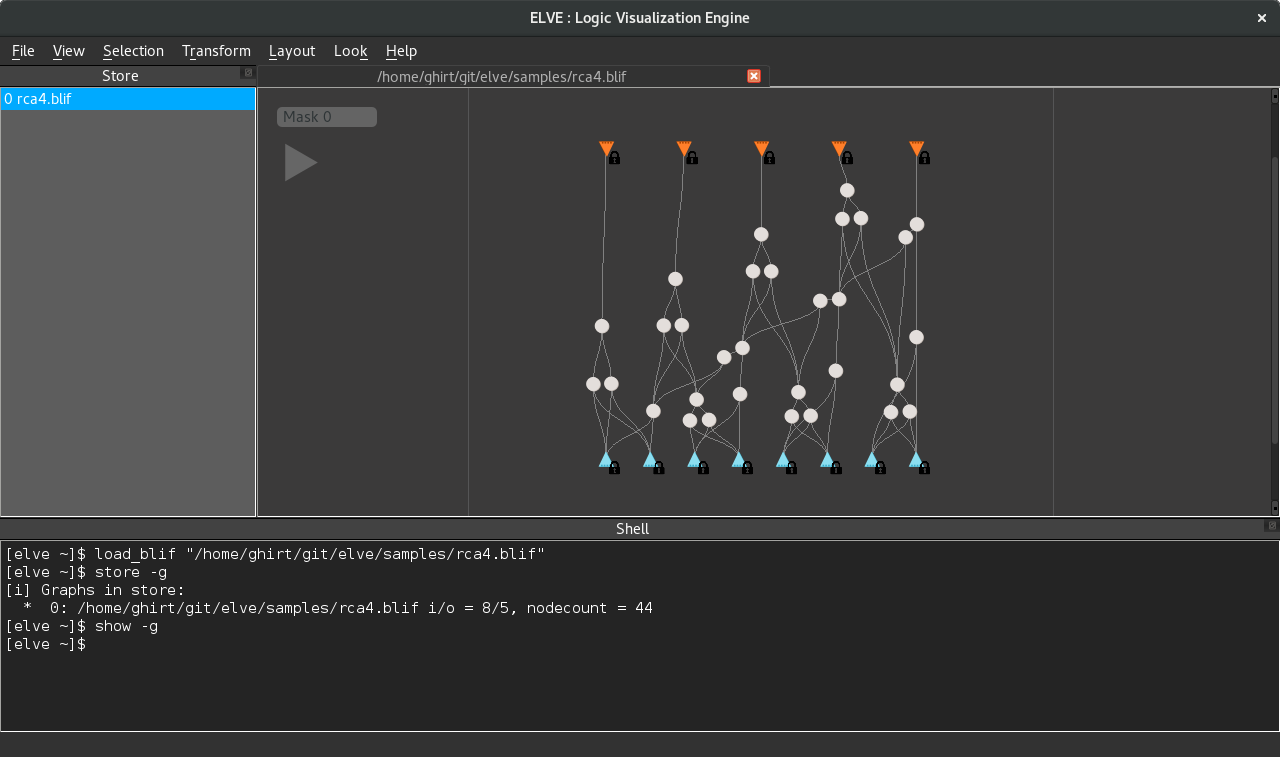 ELVE : Logic Visualization Engine
File View Selection Transform Layout Look Help
Store
/home/ghirt/git/elve/samples/rca4.blif
0 rca4.blif
Mask 0
Shell
[elve ~]$ load_blif "/home/ghirt/git/elve/samples/rca4.blif"
[elve ~]$ store -g
[i] Graphs in store:
  *  0: /home/ghirt/git/elve/samples/rca4.blif i/o = 8/5, nodecount = 44
[elve ~]$ show -g
[elve ~]$